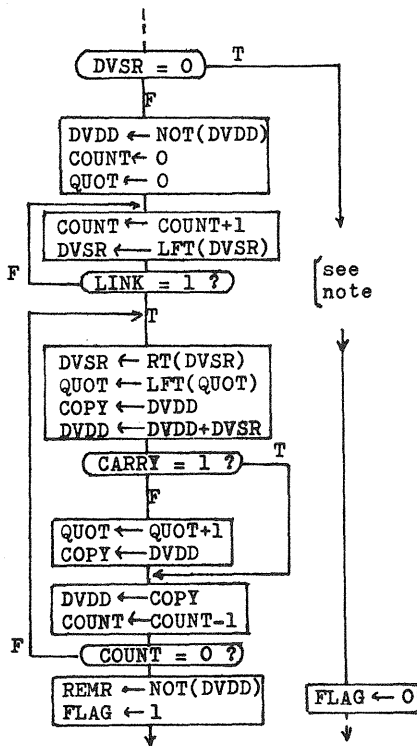 DVSR = 0
T
F
DVDD ← NOT(DVDD)
COUNT ← 0
QUOT ← 0
COUNT ← COUNT+1
DVSR ← LFT(DVSR)
F
LINK = 1 ?
see
note
T
DVSR ← RT(DVSR)
QUOT ← LFT(QUOT)
COPY ← DVDD
DVDD ← DVDD+DVSR
T
CARRY = 1 ?
F
QUOT ← QUOT+1
COPY ← DVDD
DVDD ← COPY
COUNT ← COUNT-1
F
COUNT = 0 ?
REMR ← NOT(DVDD)
FLAG ← 1
FLAG ← 0